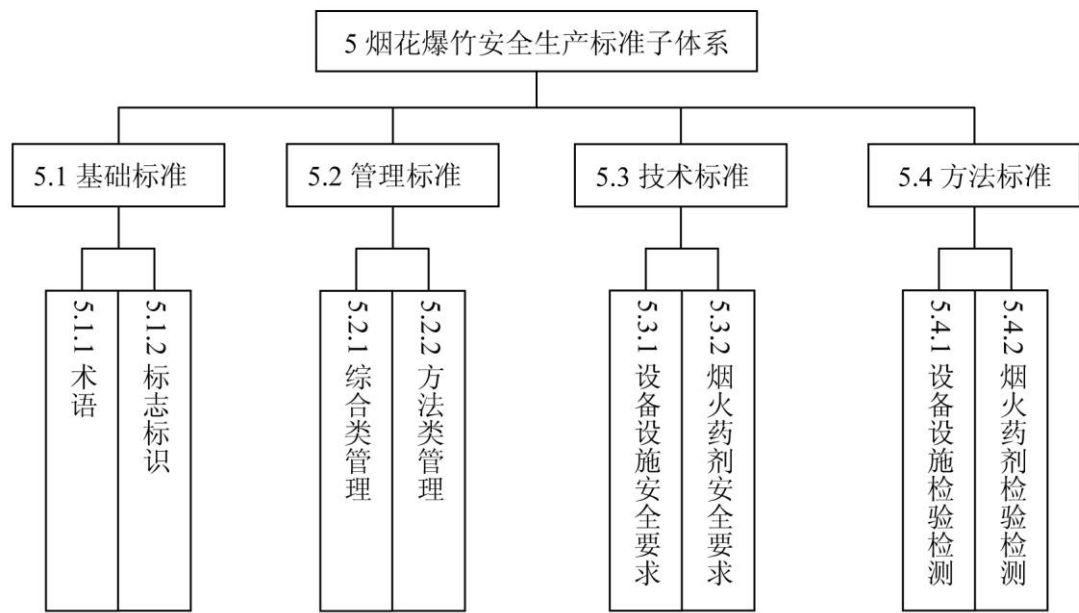 5 烟花爆竹安全生产标准子体系
5.1 基础标准
5.2 管理标准
5.3 技术标准
5.4 方法标准
5.1.1 术语
5.1.2 标志标识
5.2.1 综合类管理
5.2.2 方法类管理
5.3.1 设备设施安全要求
5.3.2 烟火药剂安全要求
5.4.1 设备设施检验检测
5.4.2 烟火药剂检验检测